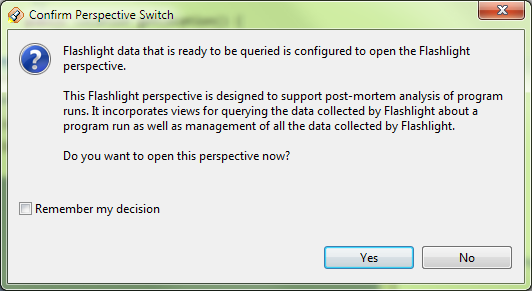 Confirm Perspective Switch
Flashlight data that is ready to be queried is configured to open the Flashlight
perspective.
This Flashlight perspective is designed to support post-mortem analysis of program
runs. It incorporates views for querying the data collected by Flashlight about a
program run as well as management of all the data collected by Flashlight.
Do you want to open this perspective now?
Remember my decision
Yes
No